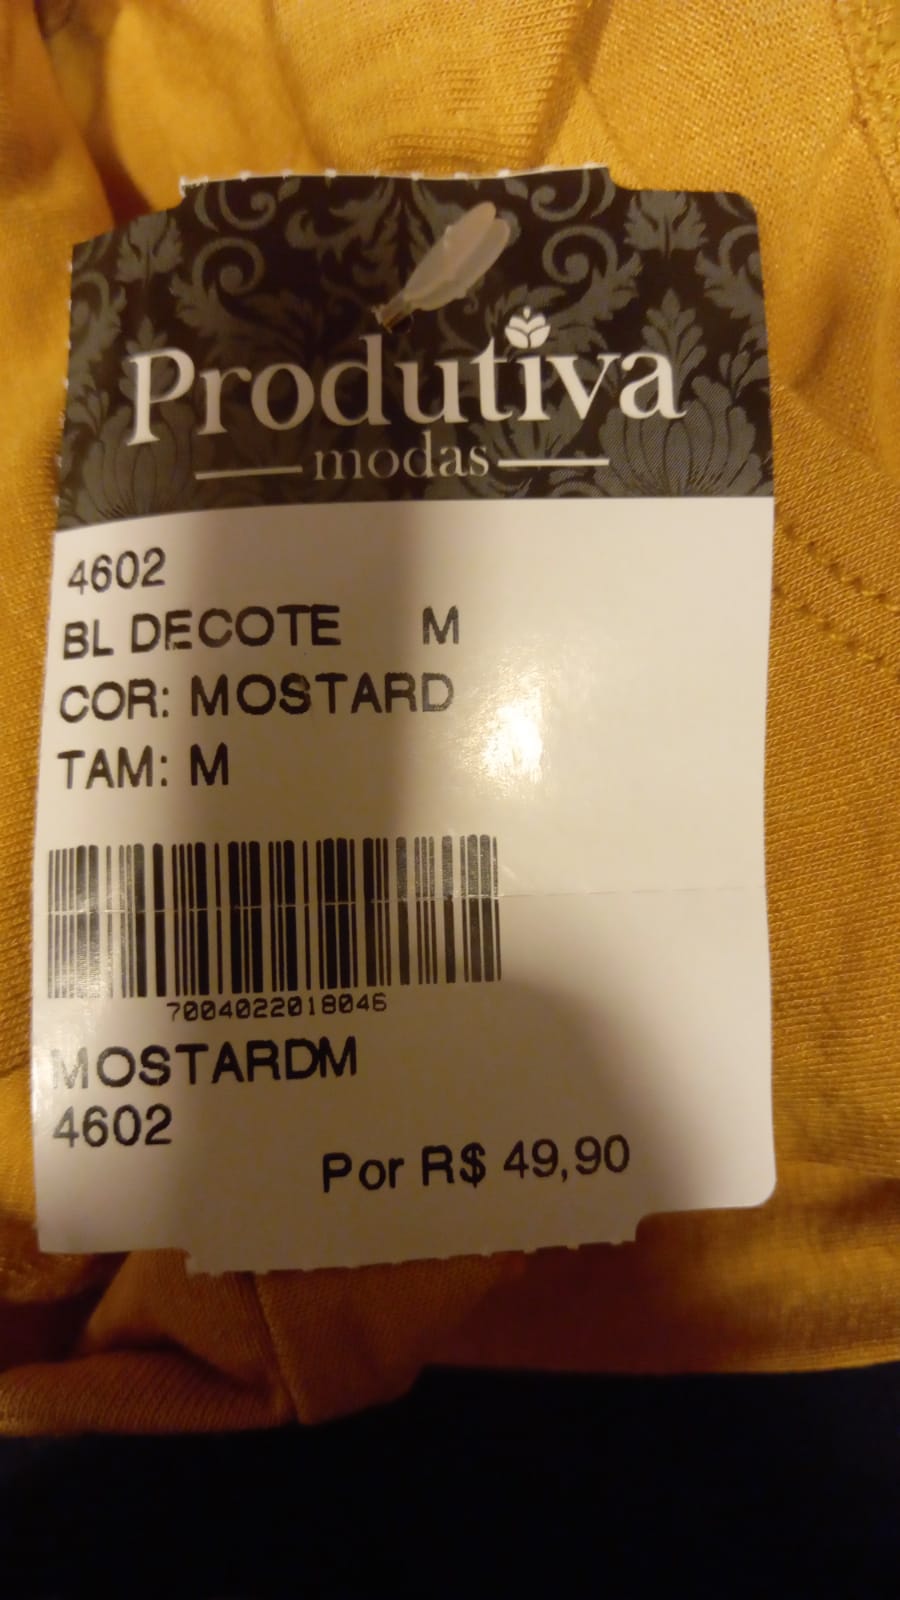 Produtiva
modas
4602
BL DECOTE M
COR: MOSTARD
TAM: M
7004022018046
MOSTARDM
4602
Por R$ 49,90